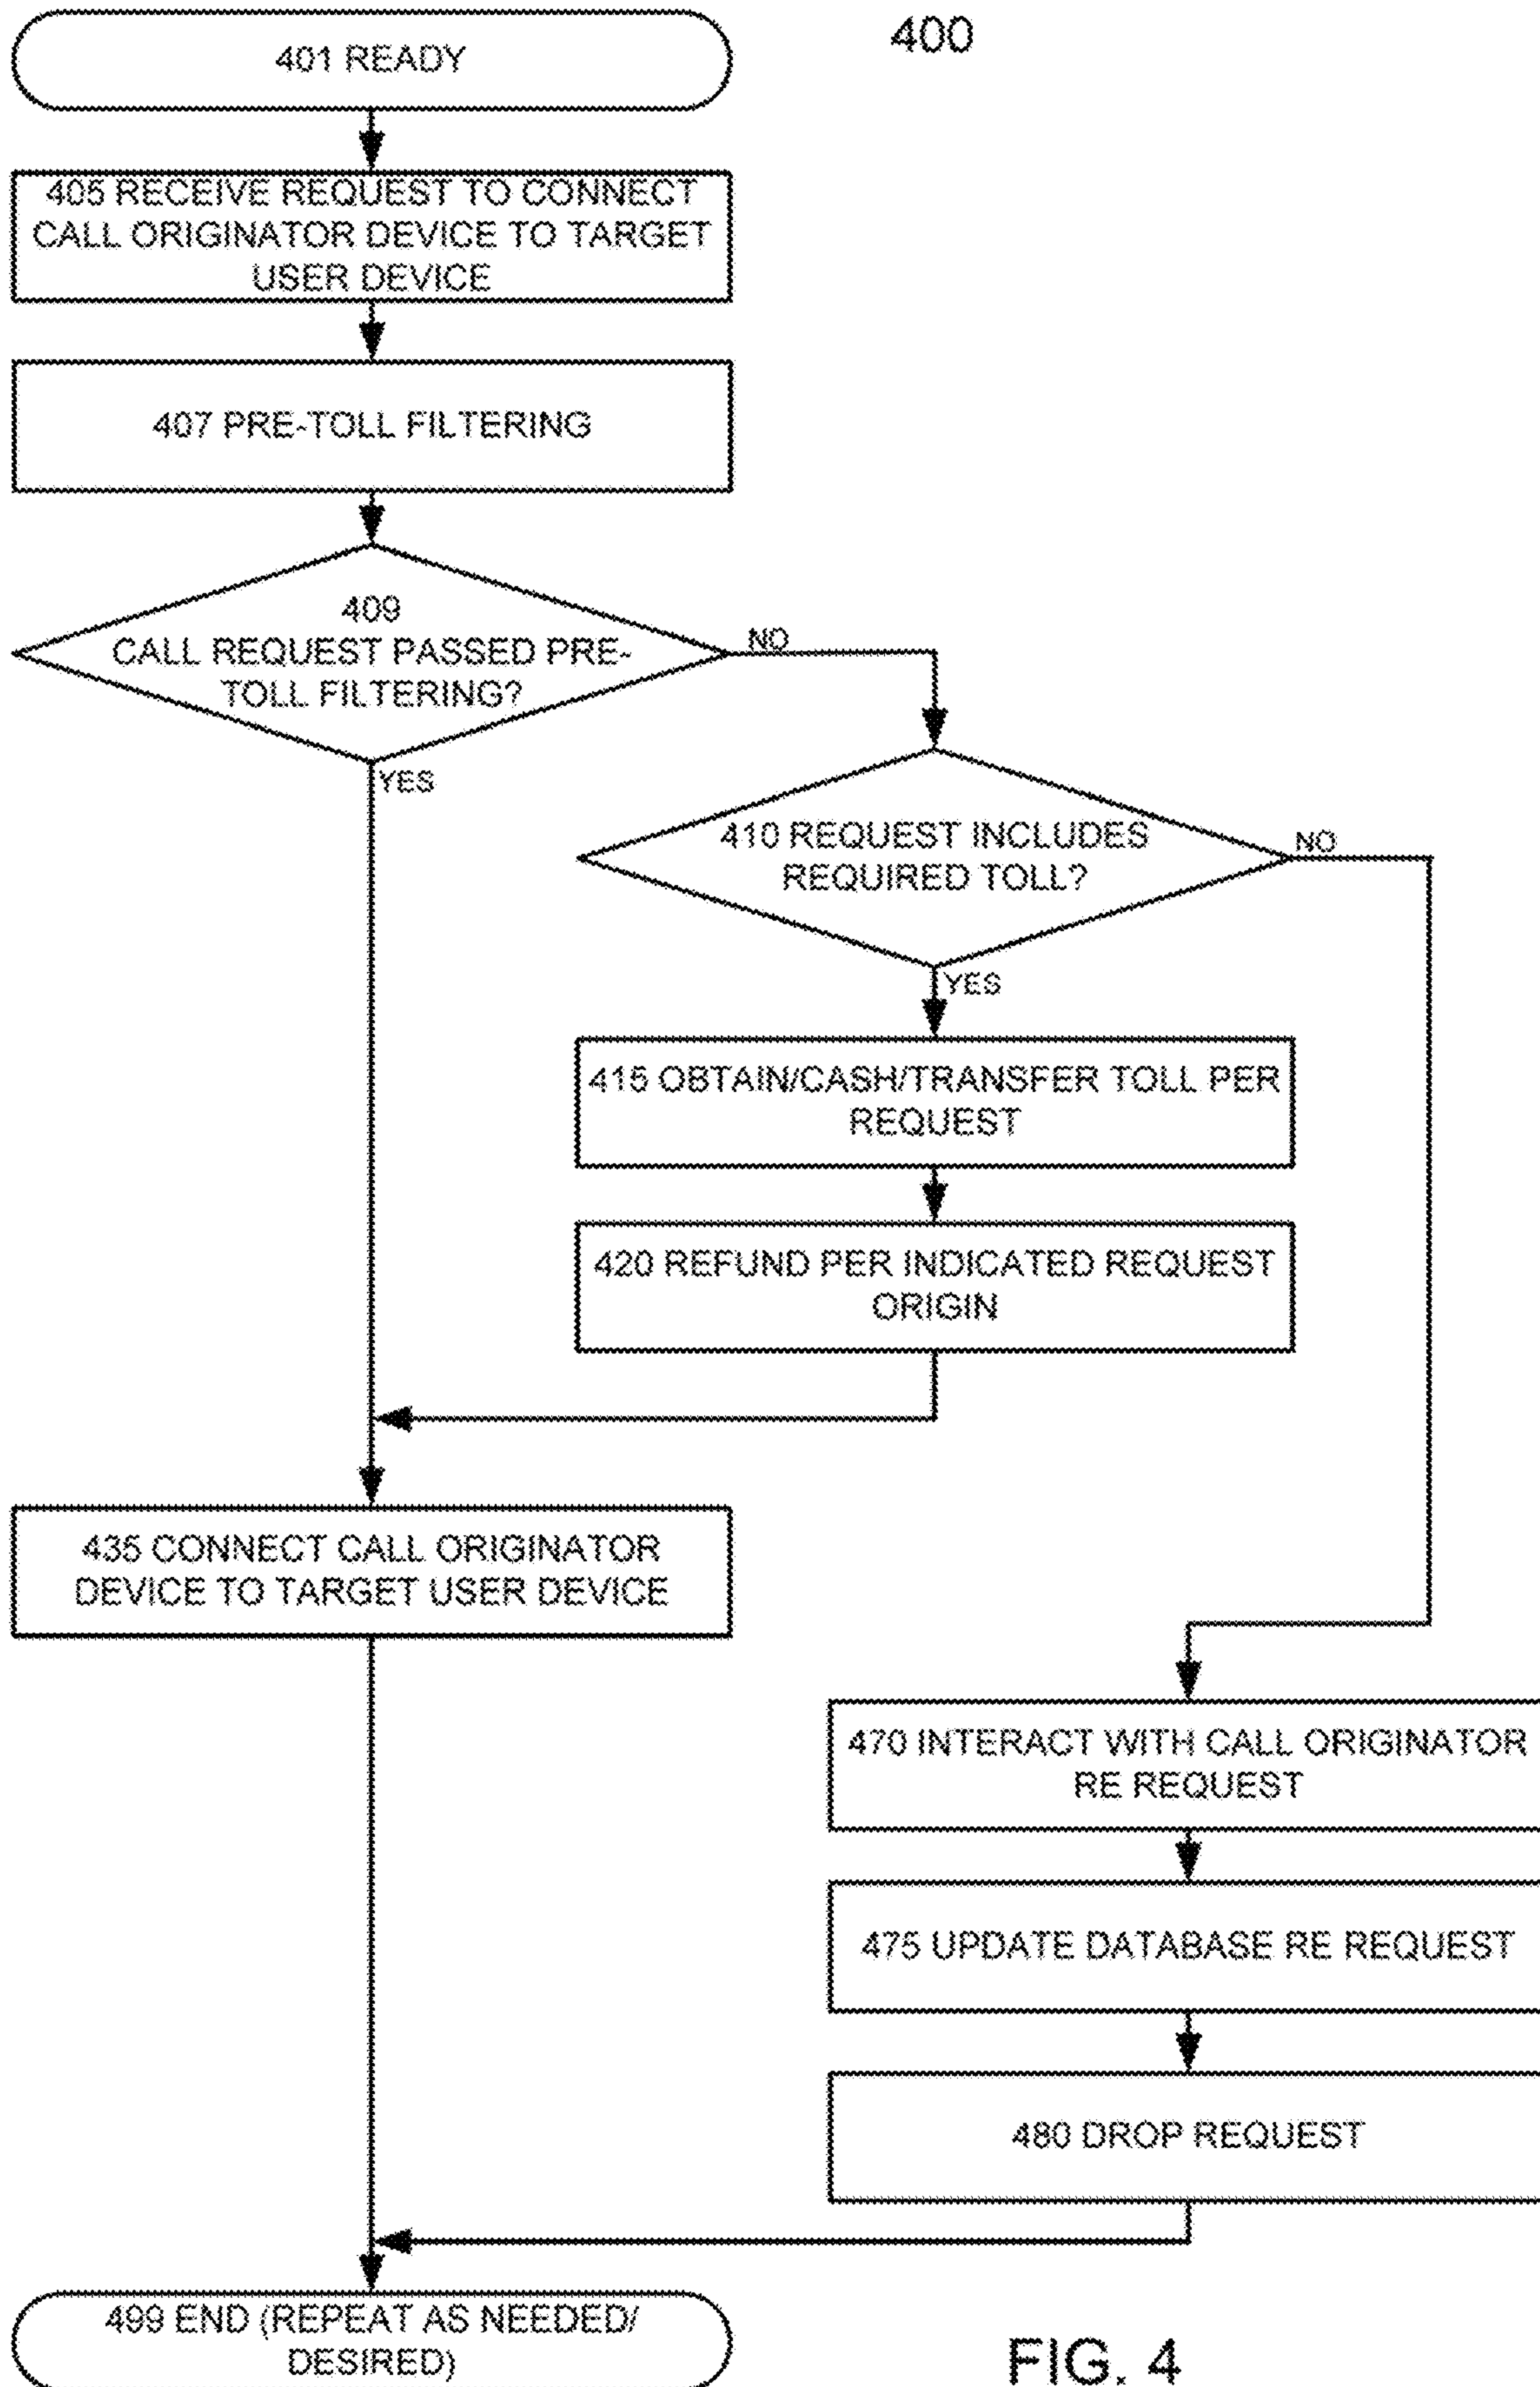 400
401 READY
405 RECEIVE REQUEST TO CONNECT
CALL ORIGINATOR DEVICE TO TARGET
USER DEVICE
407 PRE-TOLL FILTERING
409
CALL REQUEST PASSED PRE-
TOLL FILTERING?
NO
YES
410 REQUEST INCLUDES
REQUIRED TOLL?
NO
YES
415 OBTAIN/CASH/TRANSFER TOLL PER
REQUEST
420 REFUND PER INDICATED REQUEST
ORIGIN
435 CONNECT CALL ORIGINATOR
DEVICE TO TARGET USER DEVICE
470 INTERACT WITH CALL ORIGINATOR
RE REQUEST
475 UPDATE DATABASE RE REQUEST
480 DROP REQUEST
499 END (REPEAT AS NEEDED/
DESIRED)
FIG. 4